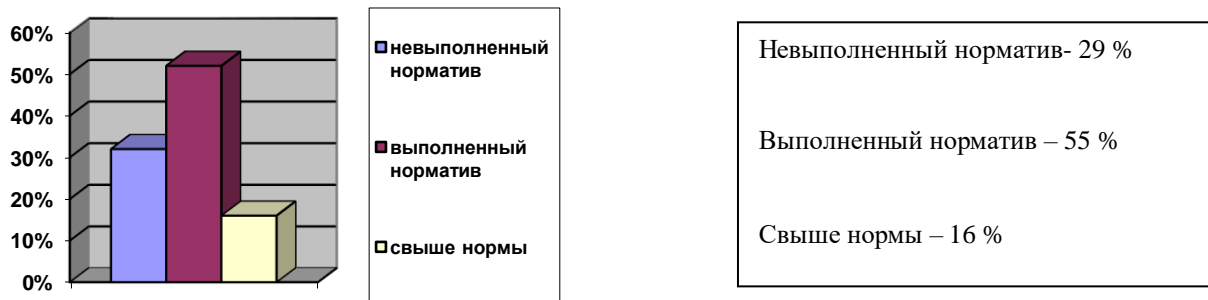 60%
50%
40%
30%
20%
10%
0%
невыполненный
норматив
выполненный
норматив
свыше нормы
Невыполненный норматив- 29 %
Выполненный норматив – 55 %
Свыше нормы – 16 %